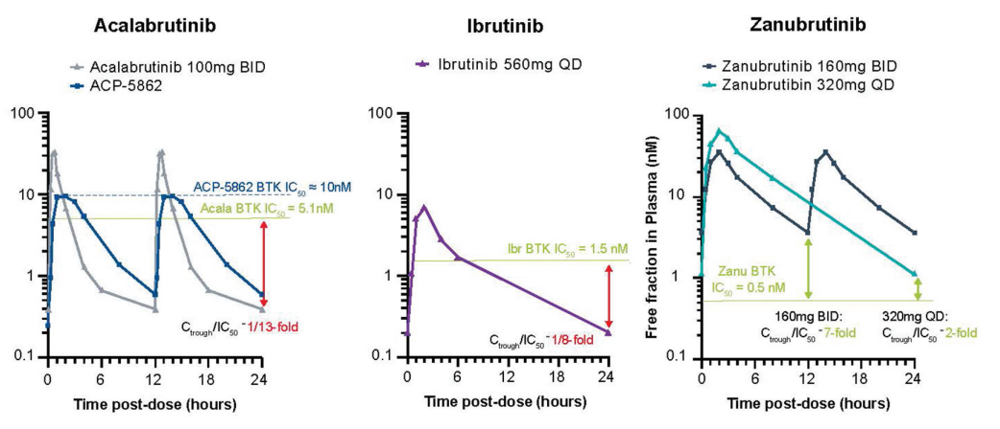 Acalabrutinib
Acalabrutinib 100mg BID
ACP-5862
100
10
1
0.1
ACP-5862 BTK IC50 ≈ 10nM
Acala BTK IC50 = 5.1nM
Ctrough/IC50 ~1/13-fold
0 6 12 18 24
Time post-dose (hours)
Ibrutinib
Ibrutinib 560mg QD
100
10
1
0.1
Ibr BTK IC50 = 1.5 nM
Ctrough/IC50 ~1/8-fold
0 6 12 18 24
Time post-dose (hours)
Zanubrutinib
Zanubrutinib 160mg BID
Zanubrutibin 320mg QD
Free fraction in Plasma (nM)
100
10
1
0.1
Zanu BTK
IC50 = 0.5 nM
160mg BID:
Ctrough/IC50 ~7-fold
320mg QD:
Ctrough/IC50 ~2-fold
0 6 12 18 24
Time post-dose (hours)